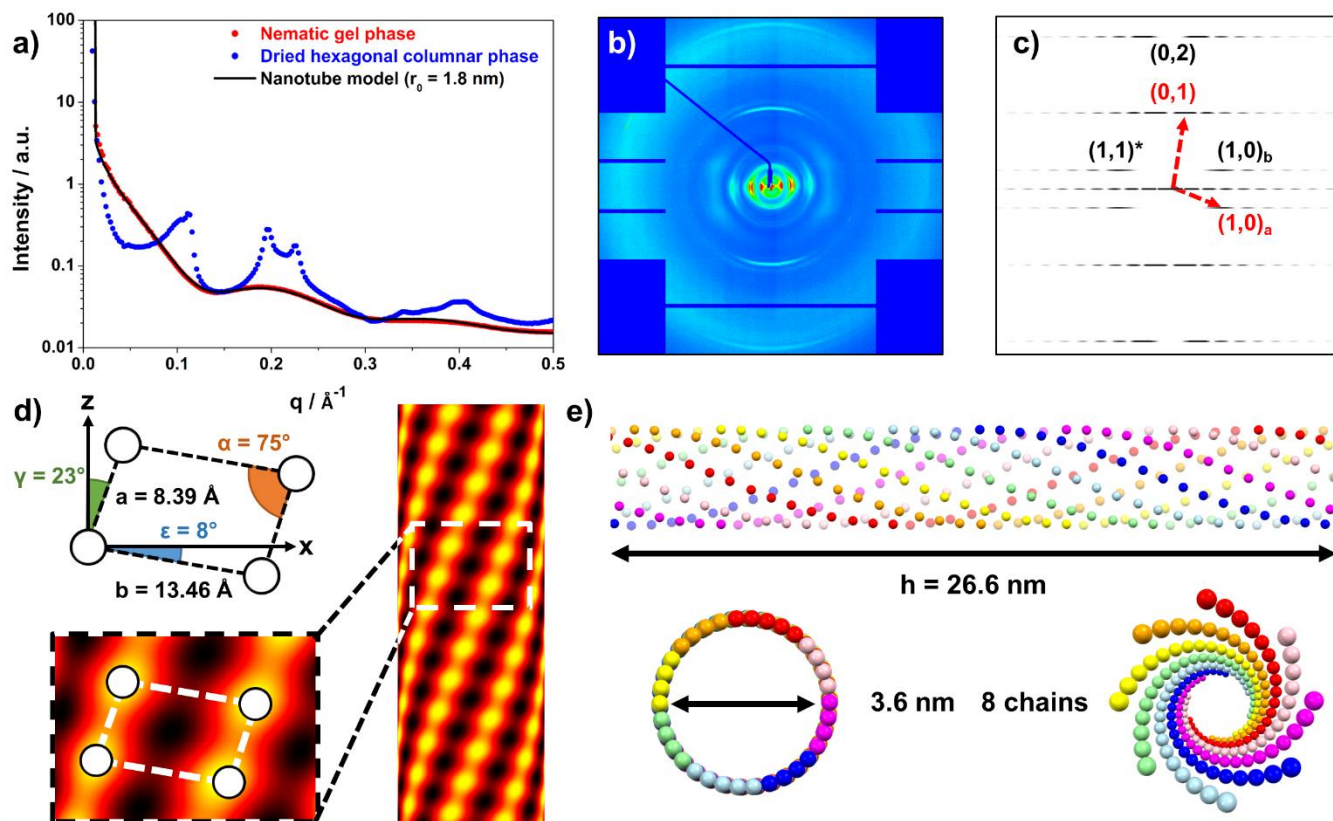 a)
Nematic gel phase
Dried hexagonal columnar phase
Nanotube model (r₀ = 1.8 nm)
Intensity / a.u.
100
10
1
0.1
0.01
0.0
0.1
0.2
0.3
0.4
0.5
q / Å⁻¹
b)
c)
(0,2)
(0,1)
(1,1)*
(1,0)b
(1,0)a
d)
z
α = 75°
γ = 23°
a = 8.39 Å
ε = 8°
x
b = 13.46 Å
e)
h = 26.6 nm
3.6 nm 8 chains